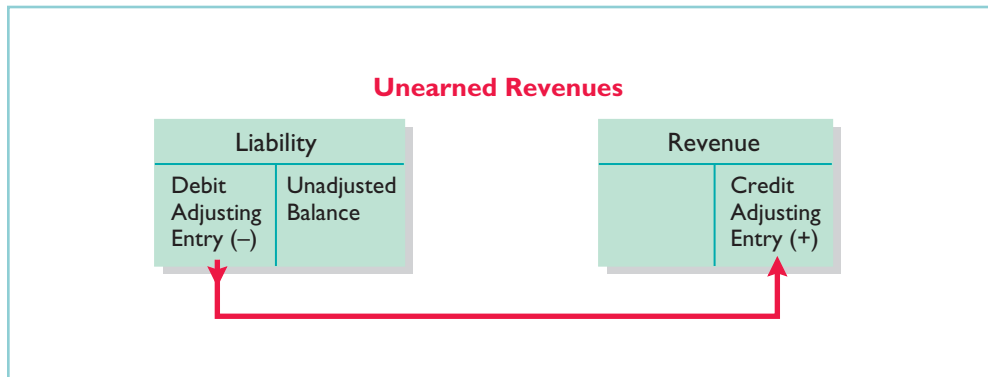 Unearned Revenues
Liability
Debit
Adjusting
Entry (–)
Unadjusted
Balance
Revenue
Credit
Adjusting
Entry (+)